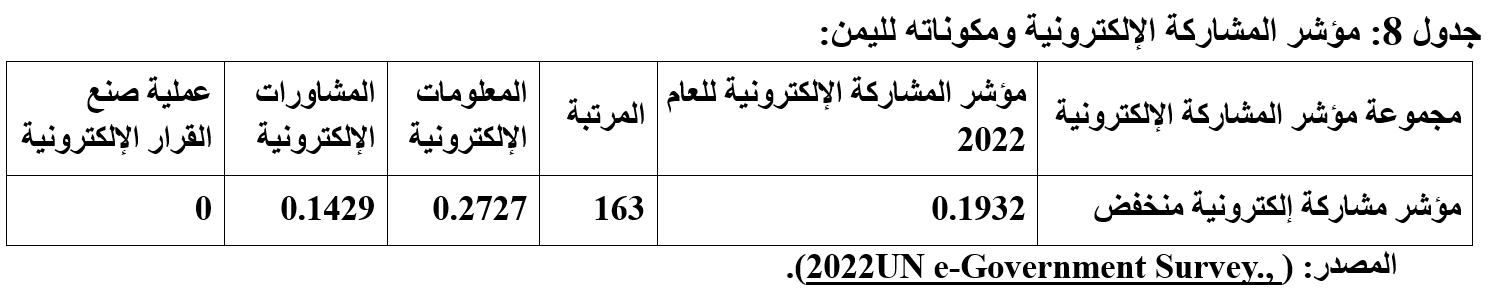 جدول 8: مؤشر المشاركة الإلكترونية ومكوناته لليمن:
مجموعة مؤشر المشاركة الإلكترونية
مؤشر المشاركة الإلكترونية للعام
2022
المرتبة
المعلومات
الإلكترونية
المشاورات
الإلكترونية
عملية صنع
القرار الإلكترونية
مؤشر مشاركة إلكترونية منخفض
0.1932
163
0.2727
0.1429
0
المصدر: ( ,.2022UN e-Government Survey).